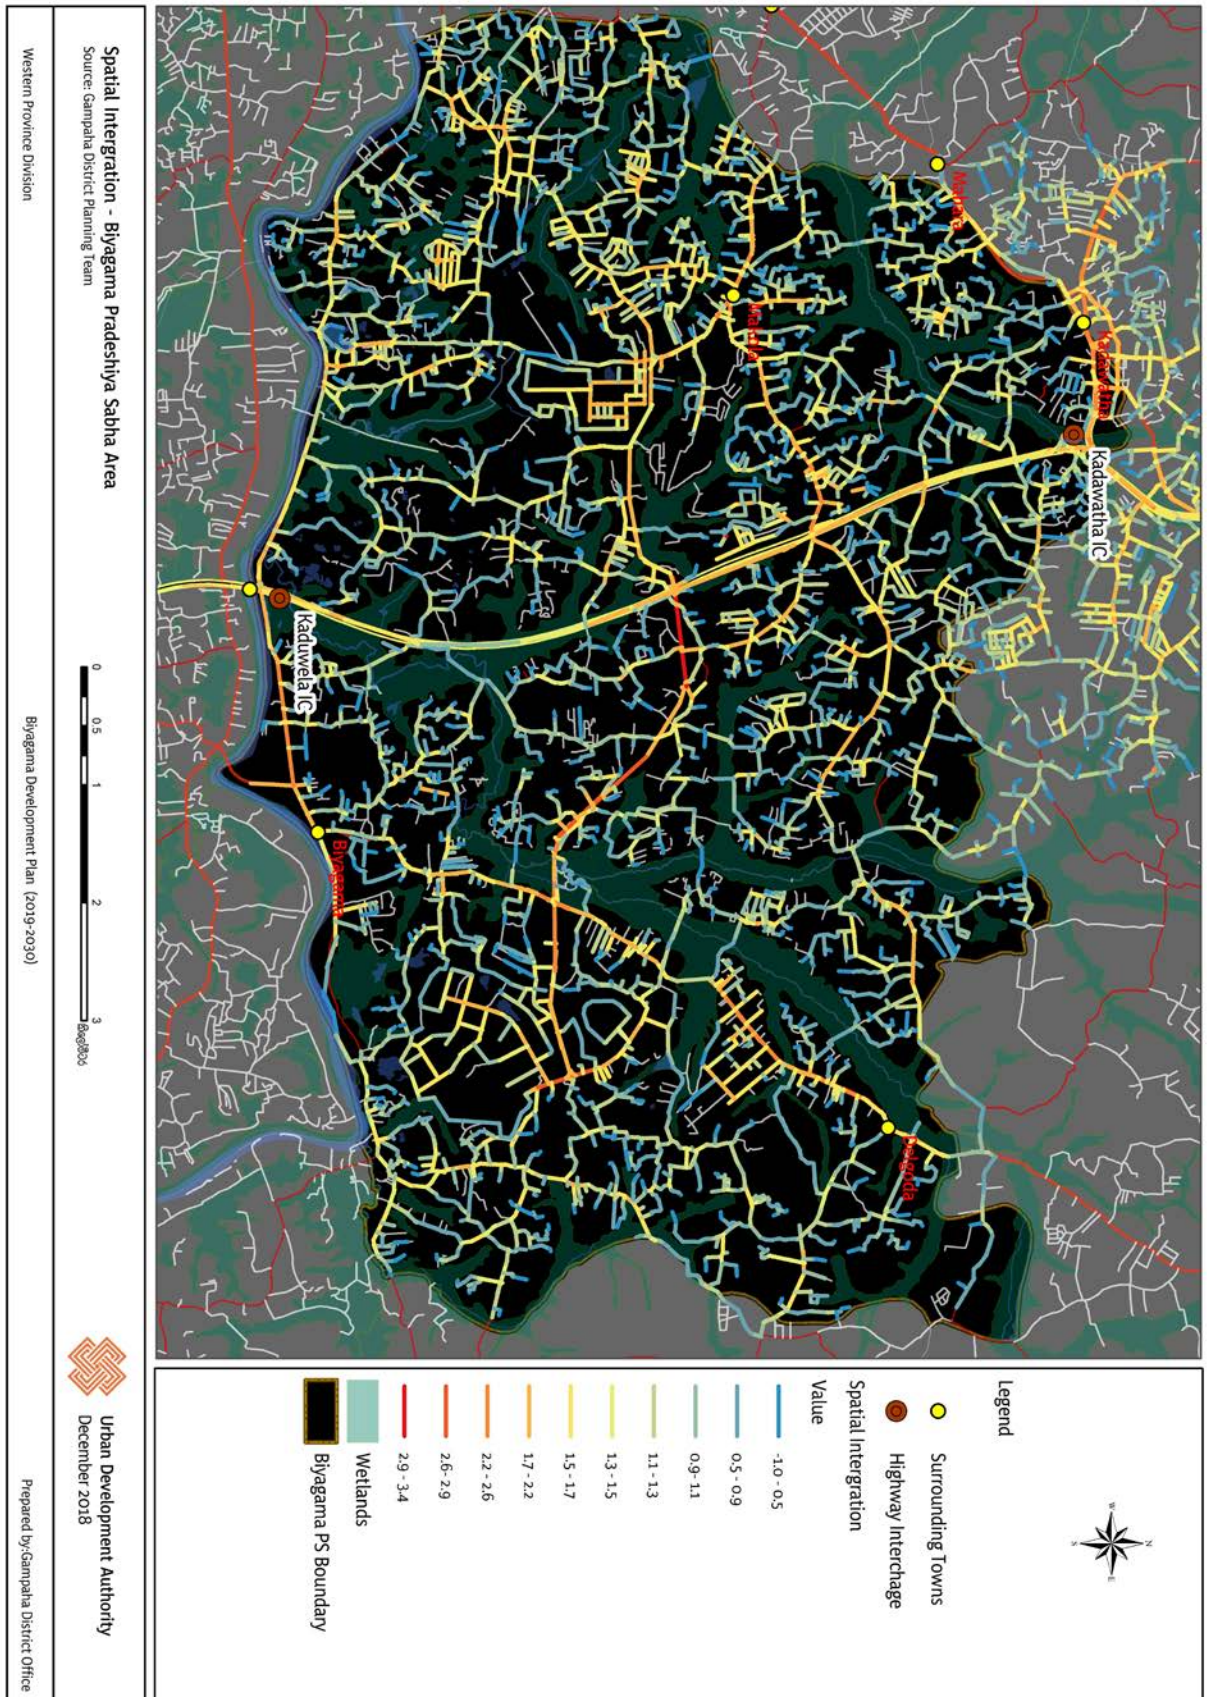 Mahara
Kadawatha
Kadawatha IC
Makola
Kaduwela IC
Biyagama
Delgoda
Legend
Surrounding Towns
Highway Interchage
Spatial Intergration
Value
-1.0 - 0.5
0.5 - 0.9
0.9- 1.1
1.1 - 1.3
1.3 - 1.5
1.5 - 1.7
1.7 - 2.2
2.2 - 2.6
2.6- 2.9
2.9 - 3.4
Wetlands
Biyagama PS Boundary
N
W
E
S
Spatial Intergration - Biyagama Pradeshiya Sabha Area
Source: Gampaha District Planning Team
0 0.5 1 2 3
Urban Development Authority
December 2018
Western Province Division
Biyagama Development Plan (2019-2030)
Prepared by:Gampaha District Office